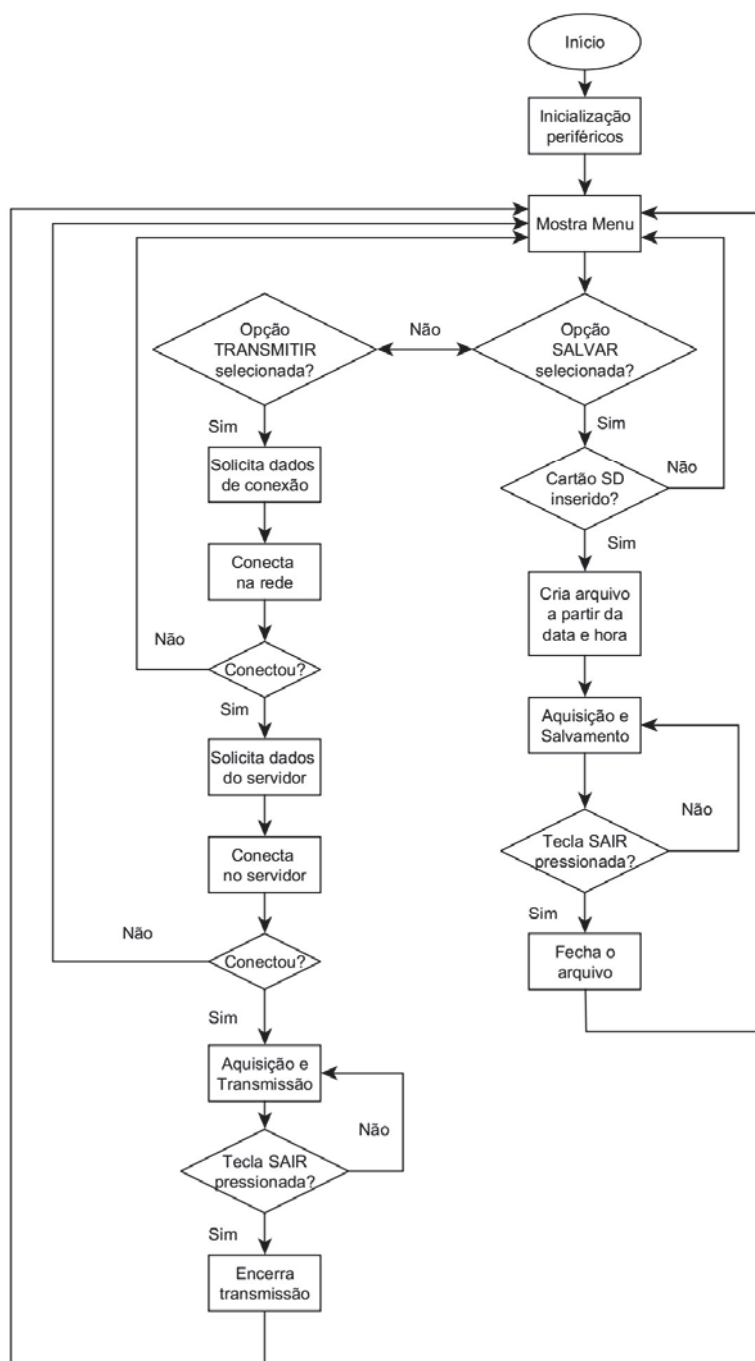 Início
Inicialização
periféricos
Mostra Menu
Opção
TRANSMITIR
selecionada?
Não
Opção
SALVAR
selecionada?
Sim
Sim
Solicita dados
de conexão
Cartão SD
inserido?
Não
Sim
Conecta
na rede
Cria arquivo
a partir da
data e hora
Não
Conectou?
Sim
Solicita dados
do servidor
Aquisição e
Salvamento
Não
Conecta
no servidor
Tecla SAIR
pressionada?
Sim
Não
Conectou?
Fecha o
arquivo
Sim
Aquisição e
Transmissão
Não
Tecla SAIR
pressionada?
Sim
Encerra
transmissão